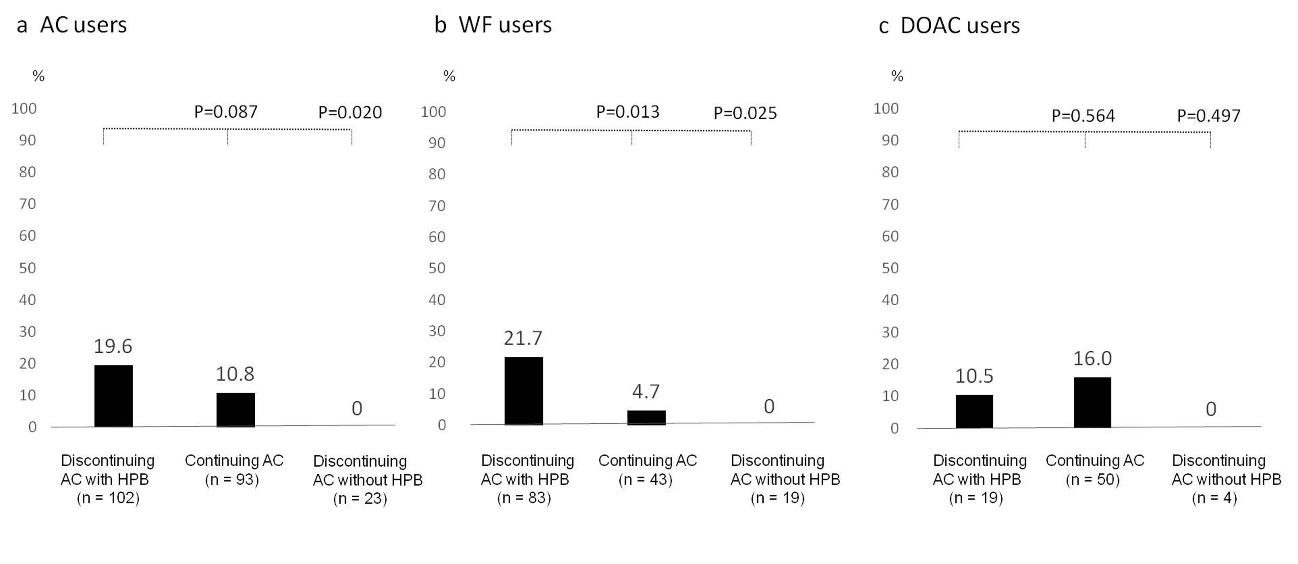 a AC users
%
P=0.087 P=0.020
100
90
80
70
60
50
40
30
20
10
0
19.6
10.8
0
Discontinuing
AC with HPB
(n = 102)
Continuing AC
(n = 93)
Discontinuing
AC without HPB
(n = 23)
b WF users
%
P=0.013 P=0.025
100
90
80
70
60
50
40
30
20
10
0
21.7
4.7
0
Discontinuing
AC with HPB
(n = 83)
Continuing AC
(n = 43)
Discontinuing
AC without HPB
(n = 19)
c DOAC users
%
P=0.564 P=0.497
100
90
80
70
60
50
40
30
20
10
0
10.5
16.0
0
Discontinuing
AC with HPB
(n = 19)
Continuing AC
(n = 50)
Discontinuing
AC without HPB
(n = 4)